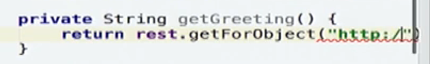 private String getGreeting() {
return rest.getForObject("http:/")
}